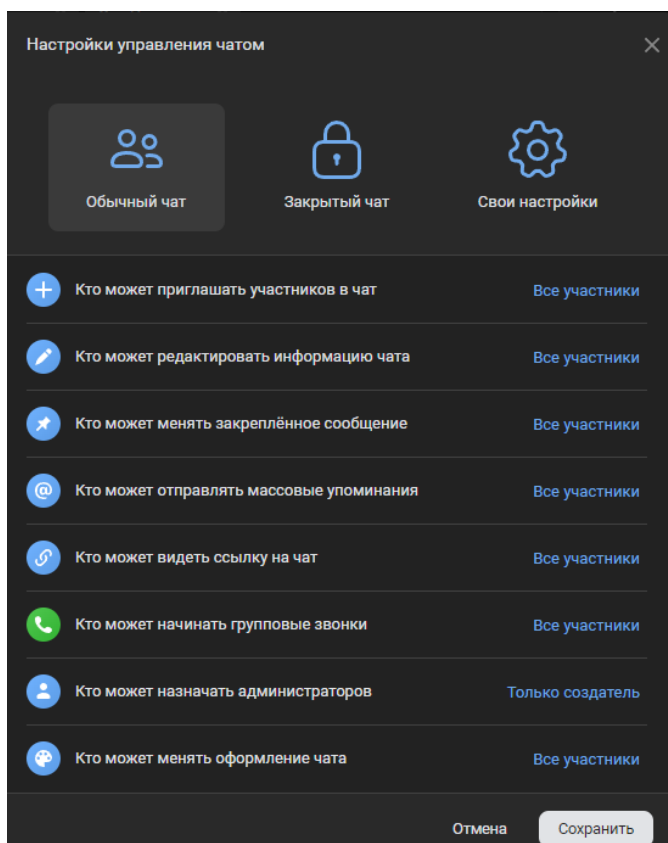 Настройки управления чатом
Обычный чат
Закрытый чат
Свои настройки
Кто может приглашать участников в чат
Все участники
Кто может редактировать информацию чата
Все участники
Кто может менять закреплённое сообщение
Все участники
Кто может отправлять массовые упоминания
Все участники
Кто может видеть ссылку на чат
Все участники
Кто может начинать групповые звонки
Все участники
Кто может назначать администраторов
Только создатель
Кто может менять оформление чата
Все участники
Отмена
Сохранить